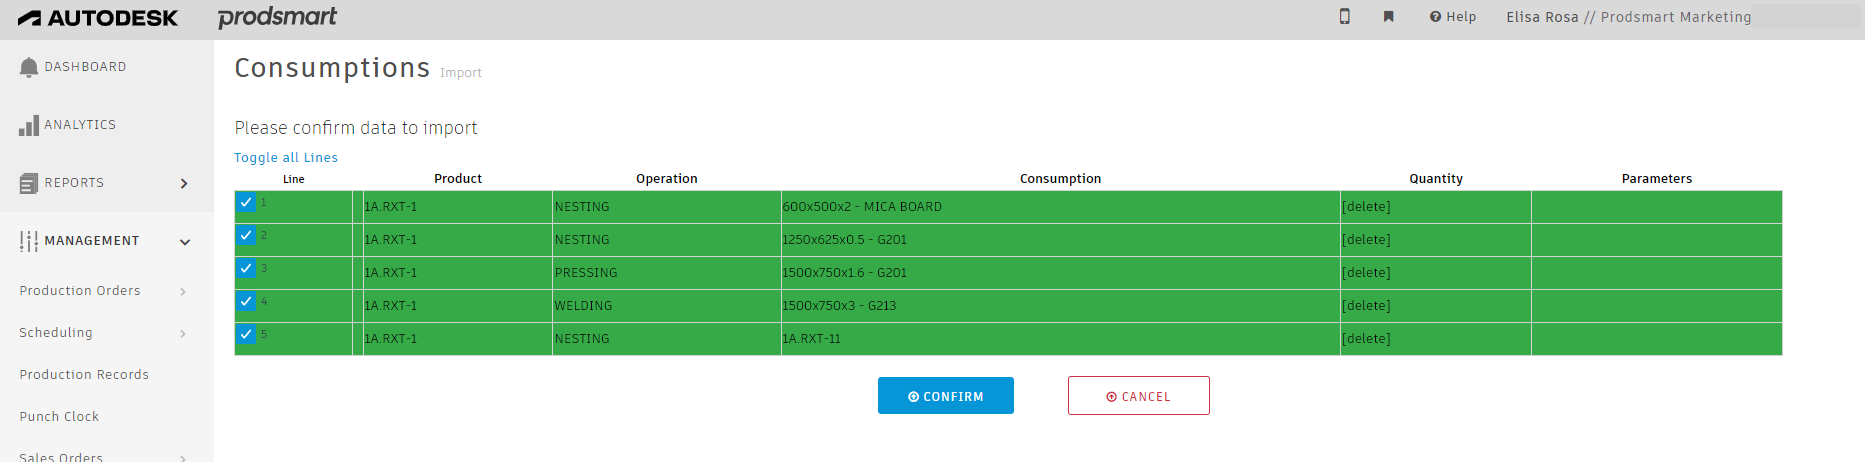 AUTODESK prodsmart Help Elisa Rosa // Prodsmart Marketing
DASHBOARD
ANALYTICS
REPORTS
MANAGEMENT
Production Orders
Scheduling
Production Records
Punch Clock
Sales Orders
Consumptions Import
Please confirm data to import
Toggle all Lines
Line Product Operation Consumption Quantity Parameters
1 1A.RXT-1 NESTING 600x500x2 - MICA BOARD [delete]
2 1A.RXT-1 NESTING 1250x625x0.5 - G201 [delete]
3 1A.RXT-1 PRESSING 1500x750x1.6 - G201 [delete]
4 1A.RXT-1 WELDING 1500x750x3 - G213 [delete]
5 1A.RXT-1 NESTING 1A.RXT-11 [delete]
CONFIRM CANCEL